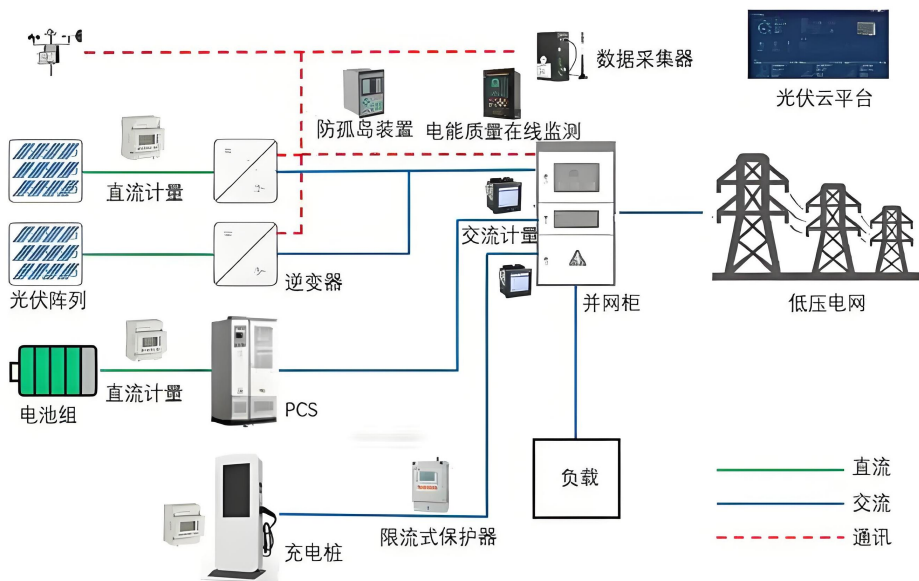 数据采集器
光伏云平台
防孤岛装置
电能质量在线监测
直流计量
交流计量
光伏阵列
逆变器
并网柜
低压电网
直流计量
电池组
PCS
负载
直流
交流
充电桩
限流式保护器
通讯